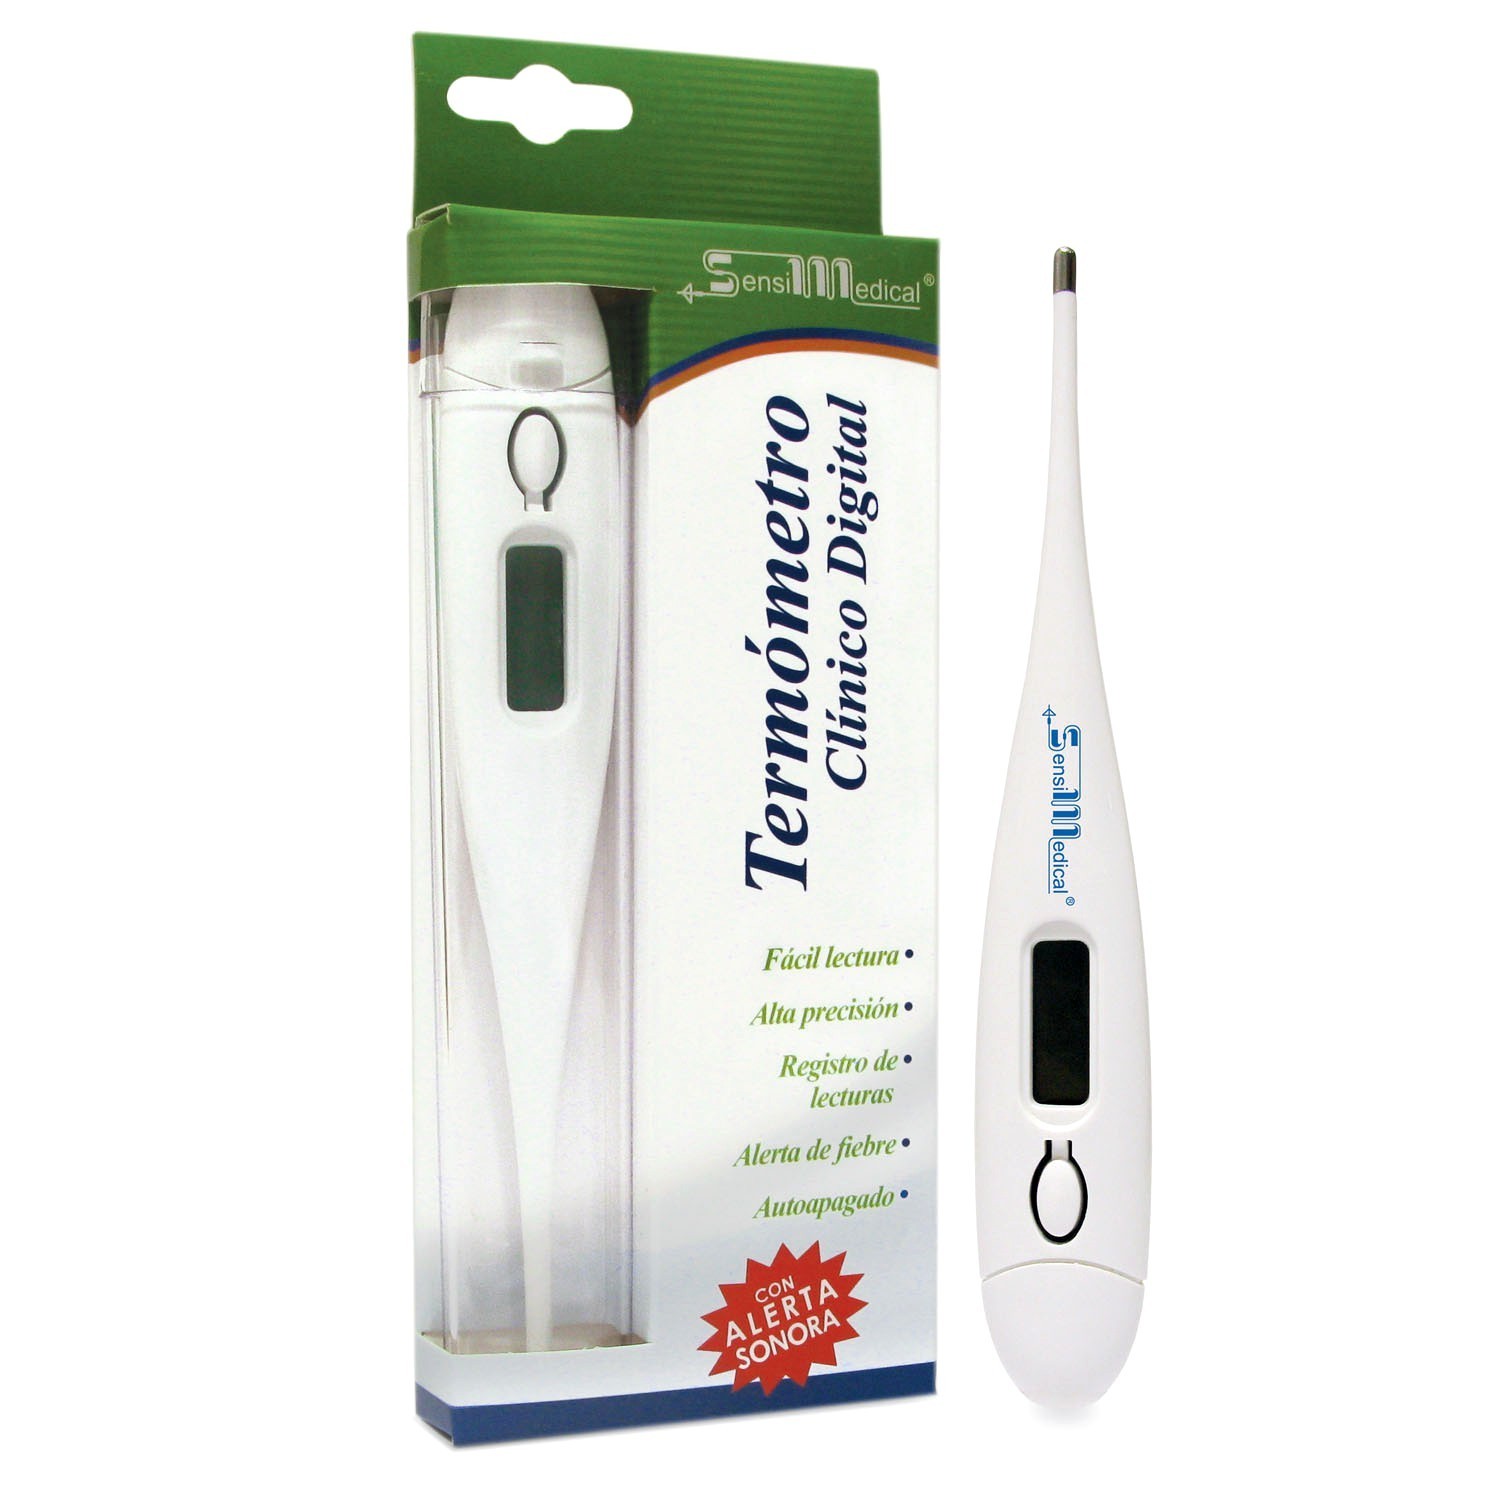 SensiMedical®
Termómetro
Clínico Digital
Fácil lectura •
Alta precisión •
Registro de •
lecturas
Alerta de fiebre •
Autoapagado •
CON
ALERTA
SONORA
SensiMedical®